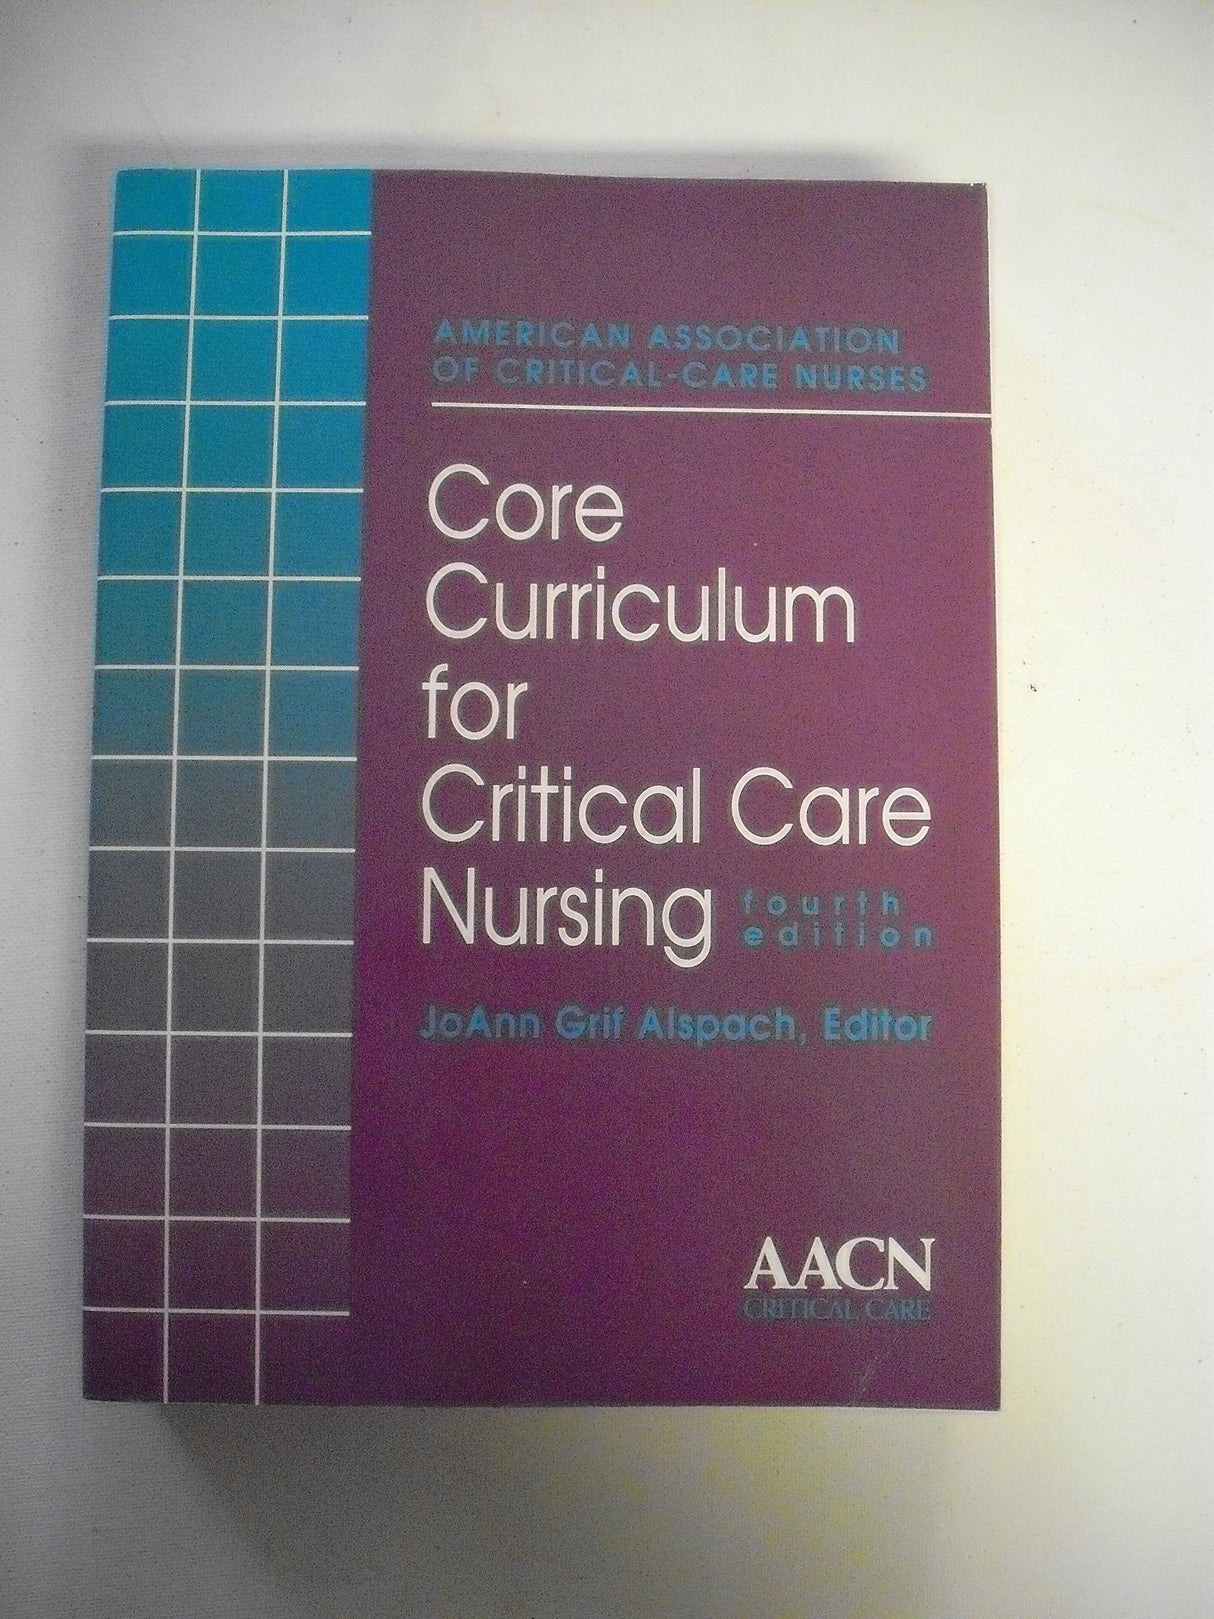 AMERICAN ASSOCIATION
OF CRITICAL-CARE NURSES
Core
Curriculum
for
Critical Care
Nursing
fourth
edition
JoAnn Grif Alspach, Editor
AACN
CRITICAL CARE